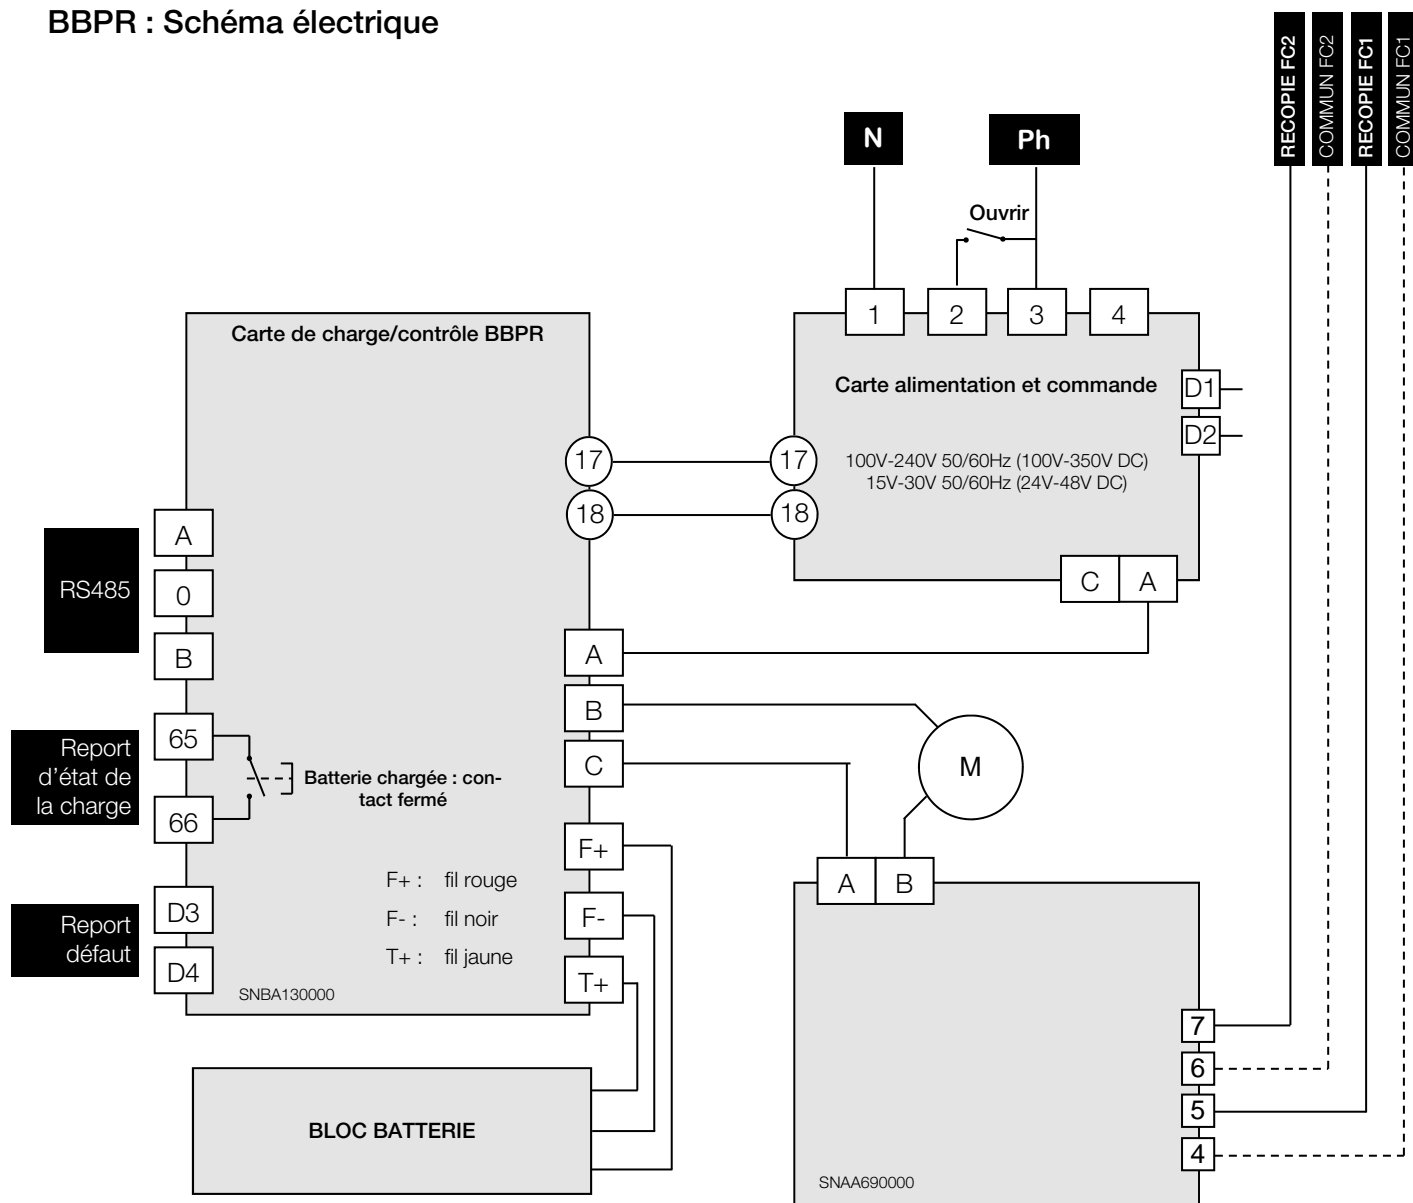 BBPR : Schéma électrique
RECOPIE FC2
COMMUN FC2
RECOPIE FC1
COMMUN FC1
N
Ph
Ouvrir
1
2
3
4
Carte de charge/contrôle BBPR
Carte alimentation et commande
D1
D2
100V-240V 50/60Hz (100V-350V DC)
15V-30V 50/60Hz (24V-48V DC)
17
18
17
18
C
A
RS485
A
0
B
A
B
C
M
Report
d'état de
la charge
65
66
Batterie chargée : con-
tact fermé
F+
F-
T+
F+ : fil rouge
F- : fil noir
T+ : fil jaune
Report
défaut
D3
D4
SNBA130000
A
B
7
6
5
4
BLOC BATTERIE
SNAA690000